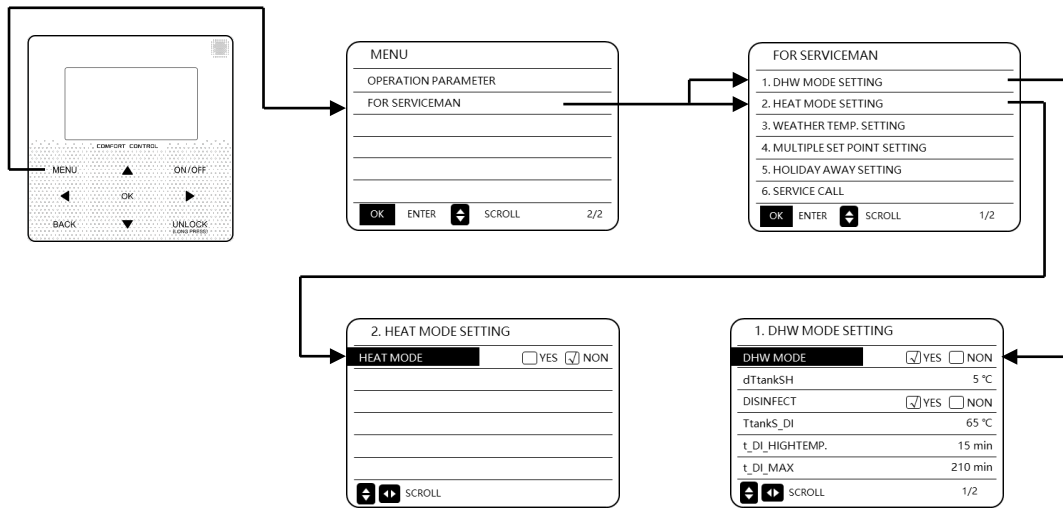 COMFORT CONTROL
MENU ON/OFF
OK
BACK UNLOCK
(LONG PRESS)
MENU
OPERATION PARAMETER
FOR SERVICEMAN
OK ENTER SCROLL 2/2
FOR SERVICEMAN
1. DHW MODE SETTING
2. HEAT MODE SETTING
3. WEATHER TEMP. SETTING
4. MULTIPLE SET POINT SETTING
5. HOLIDAY AWAY SETTING
6. SERVICE CALL
OK ENTER SCROLL 1/2
2. HEAT MODE SETTING
HEAT MODE YES NON
SCROLL
1. DHW MODE SETTING
DHW MODE YES NON
dTtankSH 5 ℃
DISINFECT YES NON
TtankS_DI 65 ℃
t_DI_HIGHTEMP. 15 min
t_DI_MAX 210 min
SCROLL 1/2